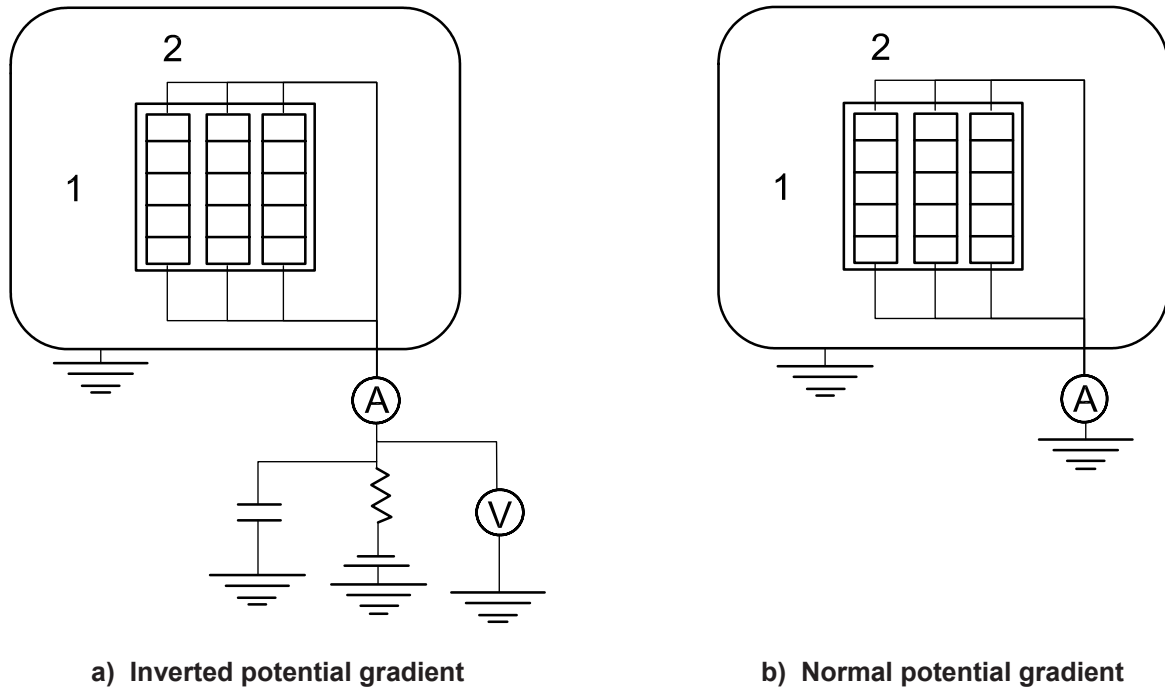 2
1
A
V
a) Inverted potential gradient
2
1
A
b) Normal potential gradient